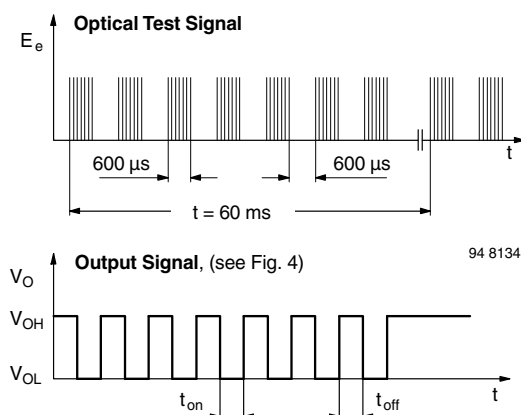 Optical Test Signal
Ee
t
600 µs
600 µs
t = 60 ms
Output Signal, (see Fig. 4)
94 8134
VO
VOH
VOL
ton
toff
t